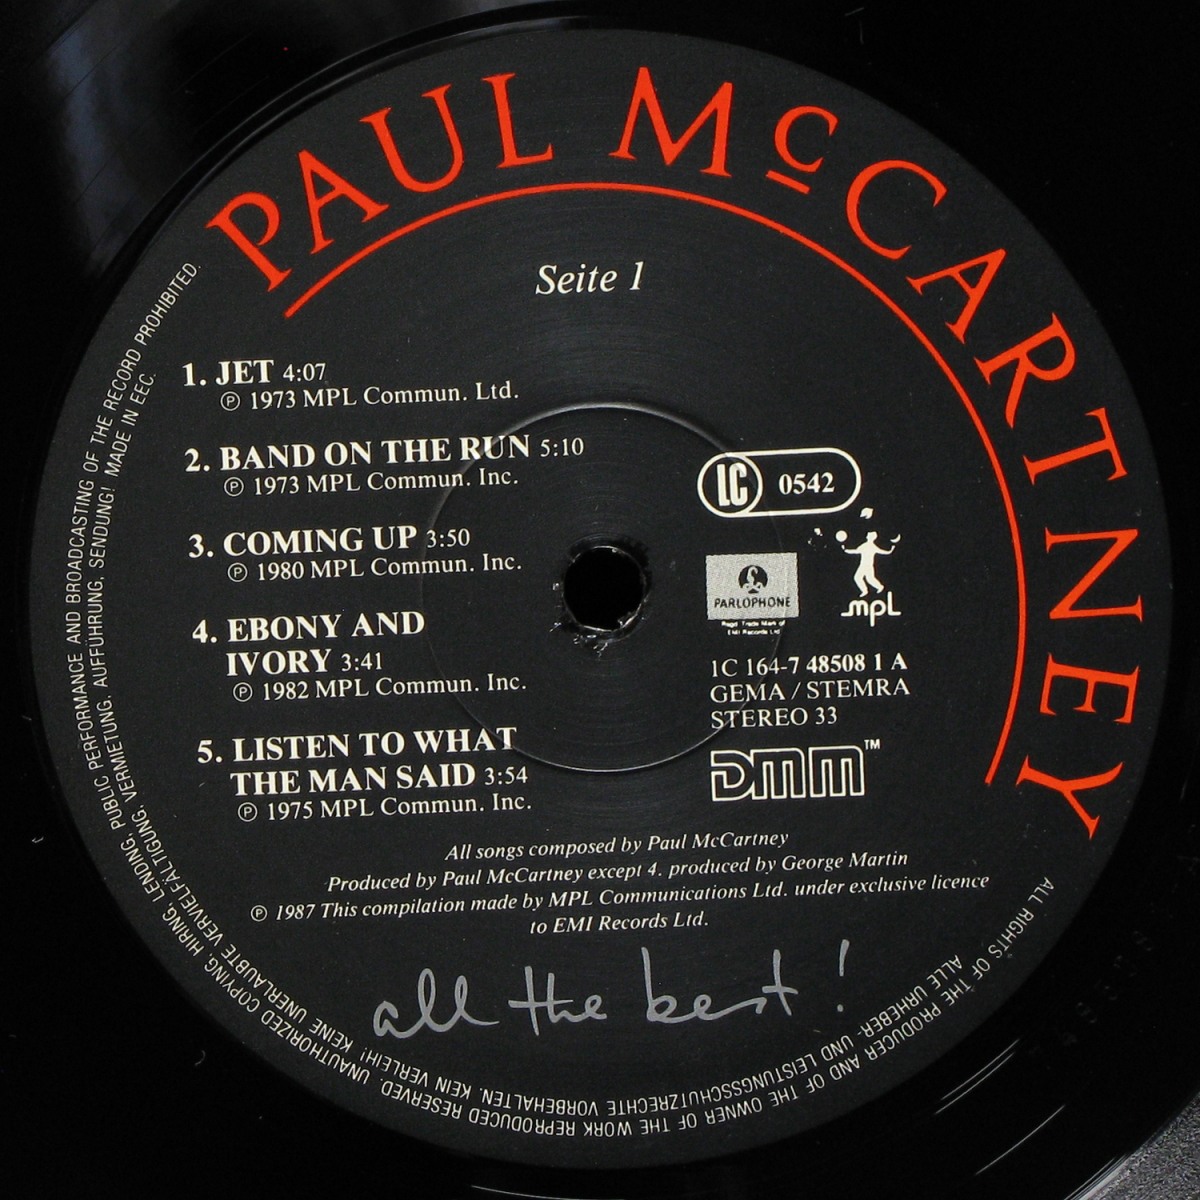 PAUL McCARTNEY
Seite 1
1. JET 4:07
℗ 1973 MPL Commun. Ltd.
2. BAND ON THE RUN 5:10
℗ 1973 MPL Commun. Inc.
3. COMING UP 3:50
℗ 1980 MPL Commun. Inc.
4. EBONY AND
IVORY 3:41
℗ 1982 MPL Commun. Inc.
5. LISTEN TO WHAT
THE MAN SAID 3:54
℗ 1975 MPL Commun. Inc.
LC 0542
PARLOPHONE
Regd Trade Mark of
EMI Records Ltd
mpL
1C 164-7 48508 1 A
GEMA / STEMRA
STEREO 33
DMM™
All songs composed by Paul McCartney
Produced by Paul McCartney except 4. produced by George Martin
℗ 1987 This compilation made by MPL Communications Ltd. under exclusive licence
to EMI Records Ltd.
all the best!
ALL RIGHTS OF THE PRODUCER AND OF THE OWNER OF THE WORK REPRODUCED RESERVED. UNAUTHORIZED COPYING, HIRING, LENDING, PUBLIC PERFORMANCE AND BROADCASTING OF THE RECORD PROHIBITED.
ALLE URHEBER- UND LEISTUNGSSCHUTZRECHTE VORBEHALTEN. KEIN VERLEIH! KEINE UNERLAUBTE VERVIELFÄLTIGUNG, VERMIETUNG, AUFFÜHRUNG, SENDUNG! MADE IN EEC.